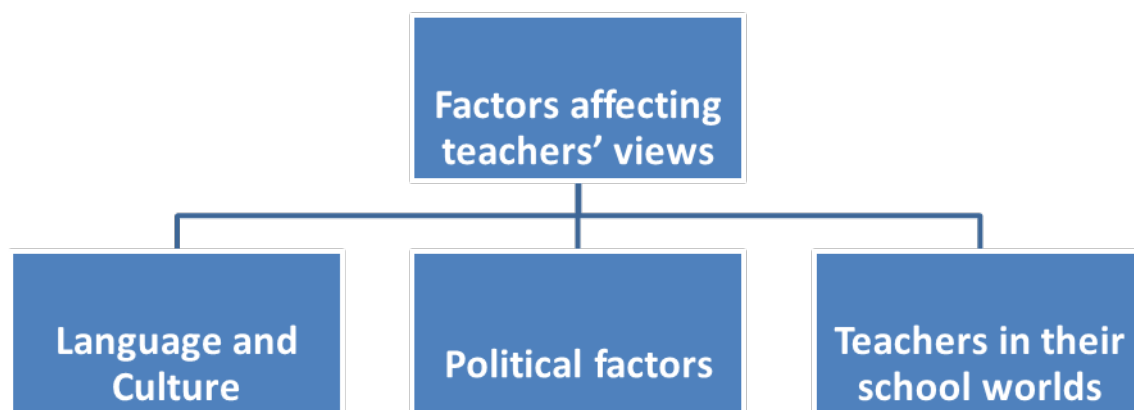 Factors affecting
teachers’ views
Language and
Culture
Political factors
Teachers in their
school worlds